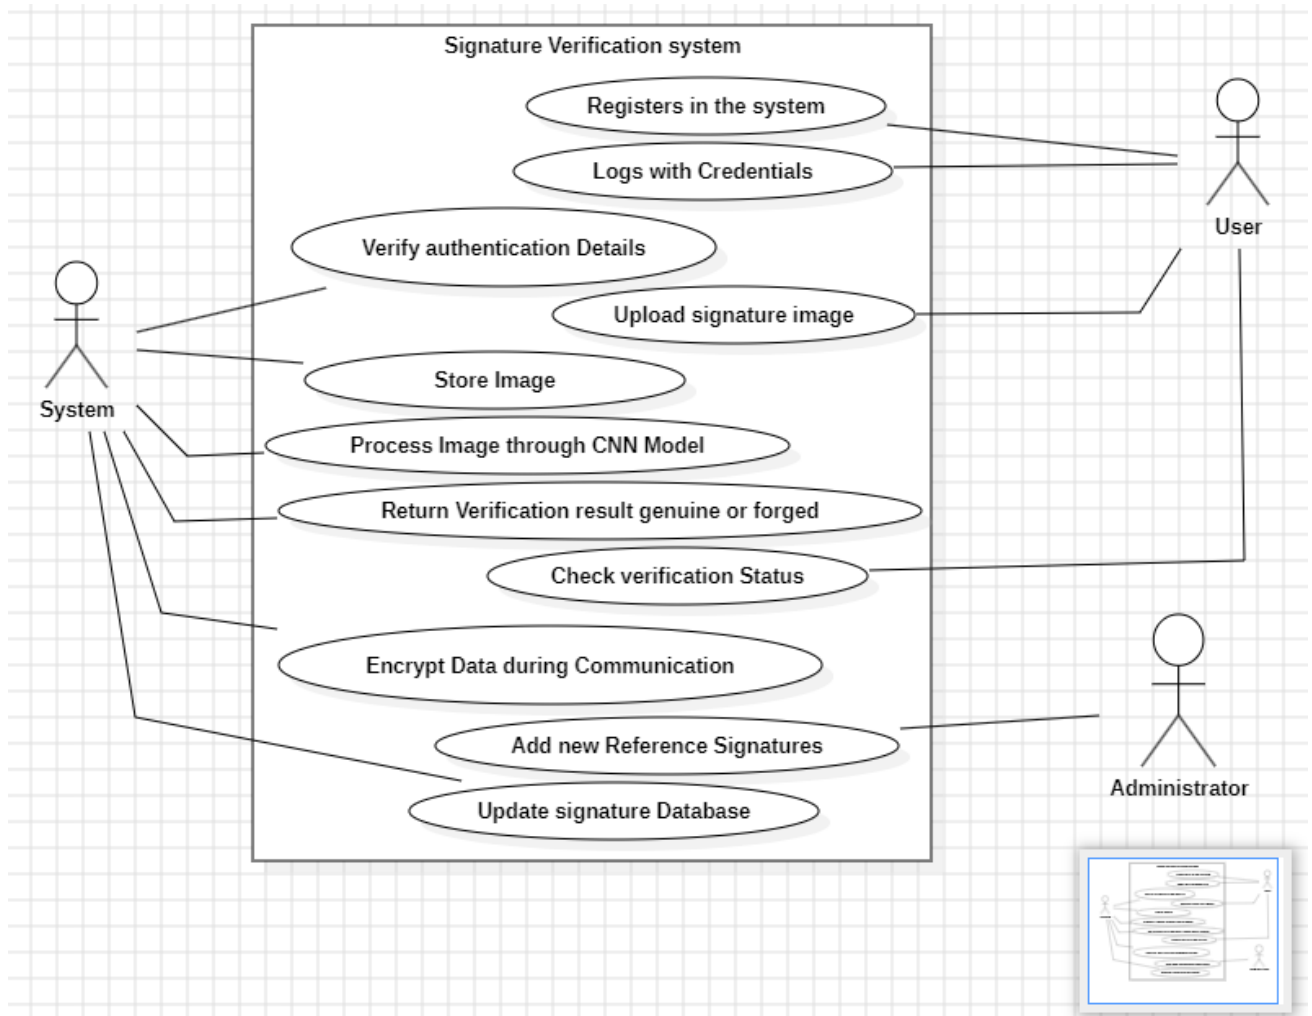 Signature Verification system
Registers in the system
Logs with Credentials
User
Verify authentication Details
Upload signature image
System
Store Image
Process Image through CNN Model
Return Verification result genuine or forged
Check verification Status
Encrypt Data during Communication
Add new Reference Signatures
Administrator
Update signature Database